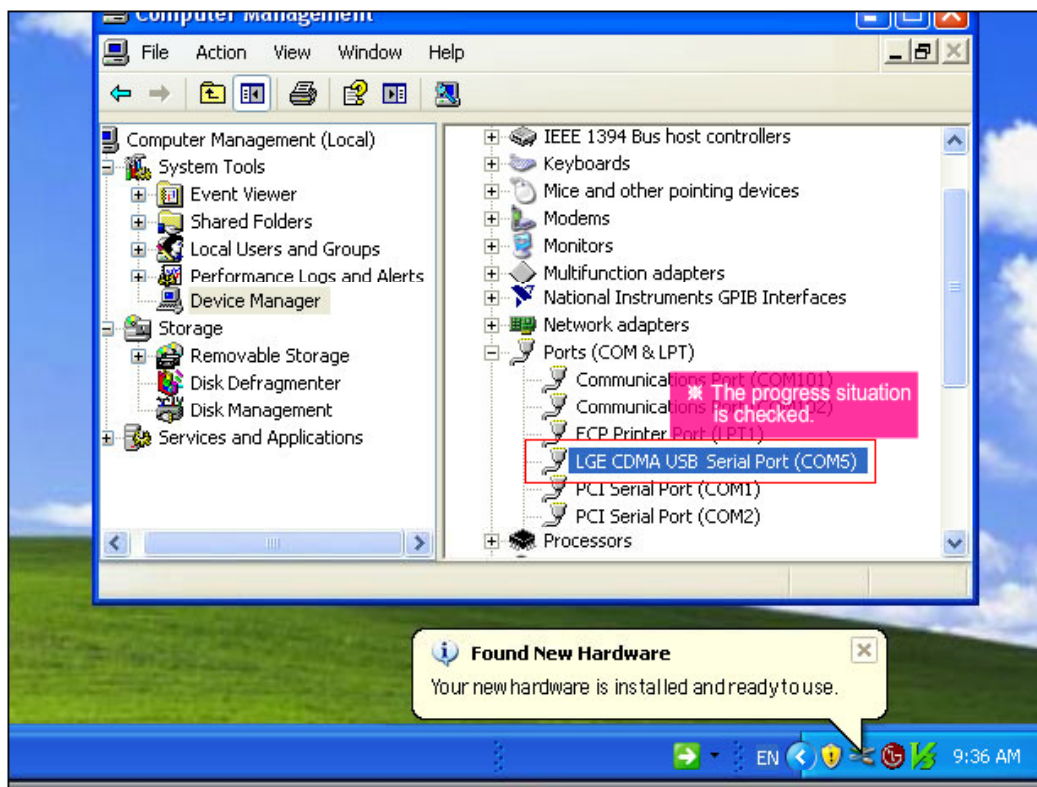 Computer Management
File Action View Window Help
Computer Management (Local)
System Tools
Event Viewer
Shared Folders
Local Users and Groups
Performance Logs and Alerts
Device Manager
Storage
Removable Storage
Disk Defragmenter
Disk Management
Services and Applications
IEEE 1394 Bus host controllers
Keyboards
Mice and other pointing devices
Modems
Monitors
Multifunction adapters
National Instruments GPIB Interfaces
Network adapters
Ports (COM & LPT)
Communications Port (COM101)
Communications Port (COM102)
ECP Printer Port (LPT1)
LGE CDMA USB Serial Port (COM5)
PCI Serial Port (COM1)
PCI Serial Port (COM2)
Processors
※ The progress situation
is checked.
Found New Hardware
Your new hardware is installed and ready to use.
EN
9:36 AM